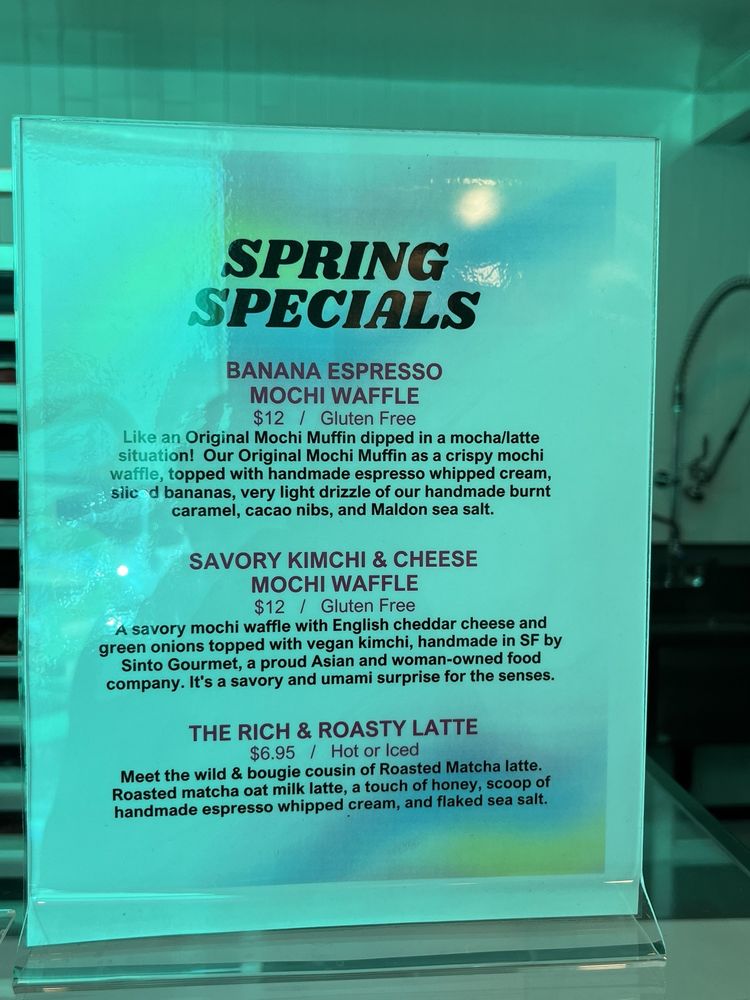 SPRING
SPECIALS
BANANA ESPRESSO
MOCHI WAFFLE
$12 / Gluten Free
Like an Original Mochi Muffin dipped in a mocha/latte
situation! Our Original Mochi Muffin as a crispy mochi
waffle, topped with handmade espresso whipped cream,
sliced bananas, very light drizzle of our handmade burnt
caramel, cacao nibs, and Maldon sea salt.
SAVORY KIMCHI & CHEESE
MOCHI WAFFLE
$12 / Gluten Free
A savory mochi waffle with English cheddar cheese and
green onions topped with vegan kimchi, handmade in SF by
Sinto Gourmet, a proud Asian and woman-owned food
company. It's a savory and umami surprise for the senses.
THE RICH & ROASTY LATTE
$6.95 / Hot or Iced
Meet the wild & bougie cousin of Roasted Matcha latte.
Roasted matcha oat milk latte, a touch of honey, scoop of
handmade espresso whipped cream, and flaked sea salt.